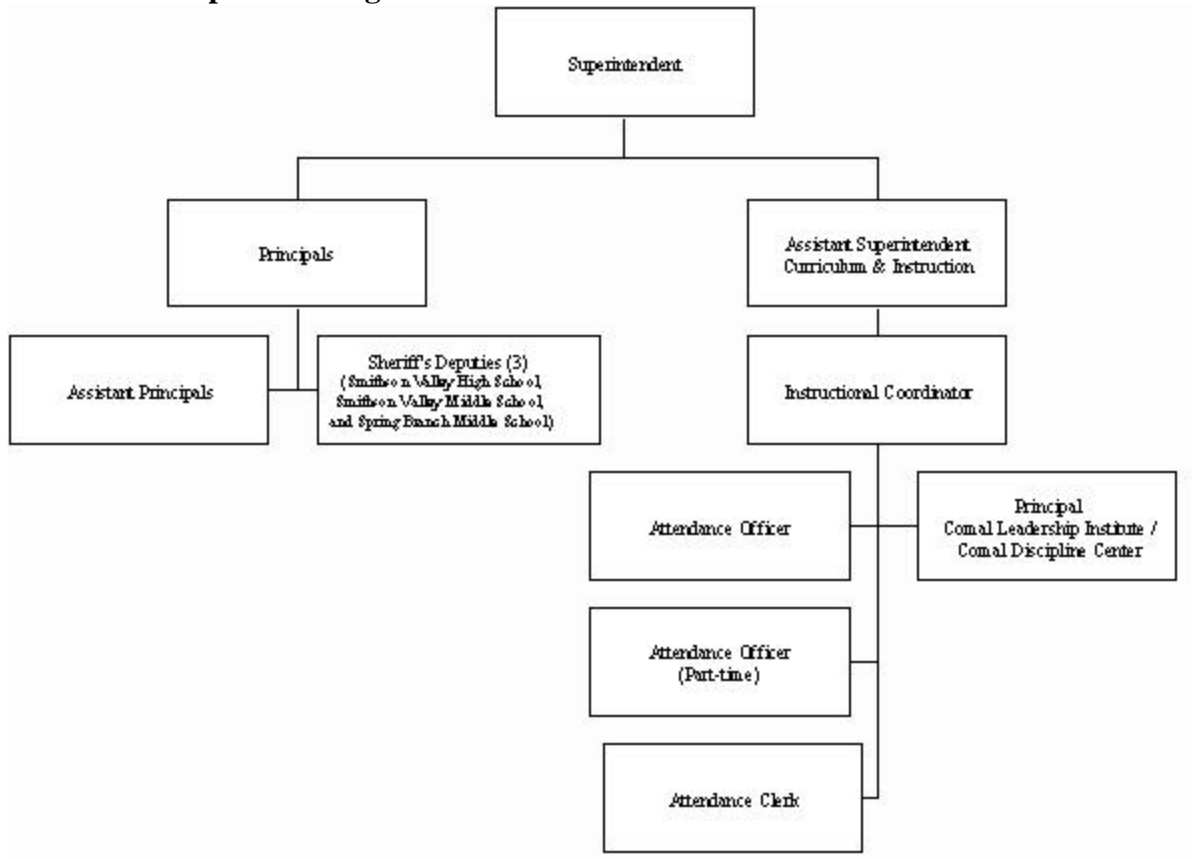 Superintendent
Principals
Assistant Superintendent
Curriculum & Instruction
Assistant Principals
Sheriff's Deputies (3)
(Smithson Valley High School,
Smithson Valley Middle School,
and Spring Branch Middle School)
Instructional Coordinator
Attendance Officer
Principal
Comal Leadership Institute /
Comal Discipline Center
Attendance Officer
(Part-time)
Attendance Clerk